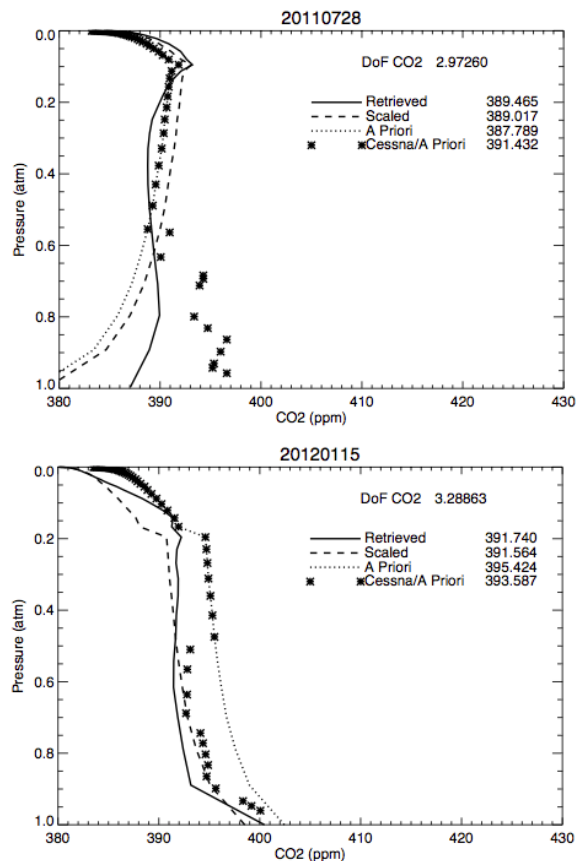 20110728
DoF CO2 2.97260
Retrieved 389.465
Scaled 389.017
A Priori 387.789
Cessna/A Priori 391.432
Pressure (atm)
0.0
0.2
0.4
0.6
0.8
1.0
380 390 400 410 420 430
CO2 (ppm)
20120115
DoF CO2 3.28863
Retrieved 391.740
Scaled 391.564
A Priori 395.424
Cessna/A Priori 393.587
Pressure (atm)
0.0
0.2
0.4
0.6
0.8
1.0
380 390 400 410 420 430
CO2 (ppm)